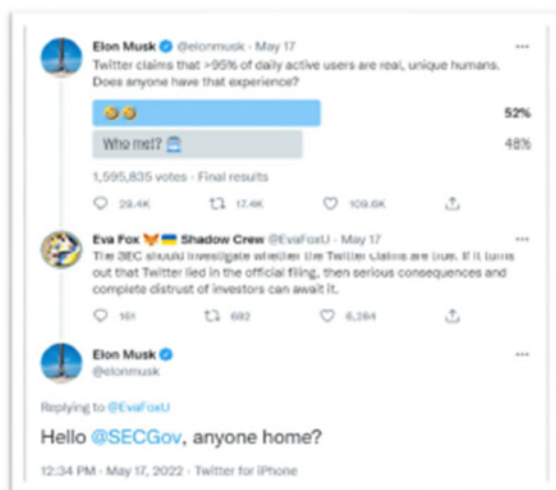 Elon Musk @elonmusk · May 17
Twitter claims that >95% of daily active users are real, unique humans.
Does anyone have that experience?
🤣🤣 52%
Who me!? 🤖 48%
1,595,835 votes · Final results
29.4K 17.4K 109.6K
Eva Fox 🦊🇺🇦 Shadow Crew @EvaFoxU · May 17
The SEC should investigate whether the Twitter claims are true. If it turns
out that Twitter lied in the official filing, then serious consequences and
complete distrust of investors can await it.
161 682 6,284
Elon Musk
@elonmusk
Replying to @EvaFoxU
Hello @SECGov, anyone home?
12:34 PM · May 17, 2022 · Twitter for iPhone